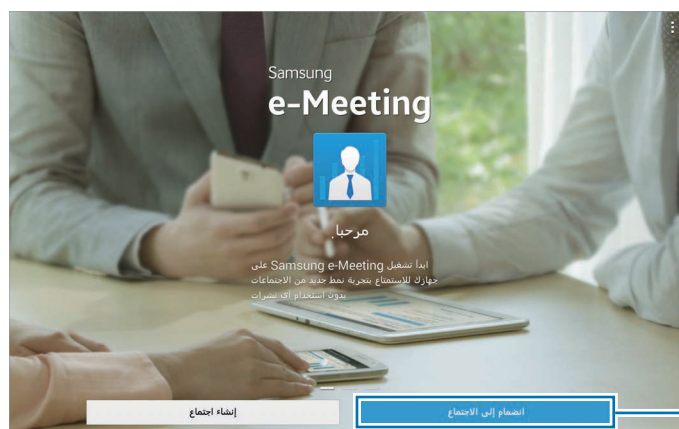 Samsung
e-Meeting
مرحبا.
ابدأ تشغيل Samsung e-Meeting على
جهازك للاستمتاع بتجربة نمط جديد من الاجتماعات
بدون استخدام أي نشرات
إنشاء اجتماع
انضمام إلى الاجتماع